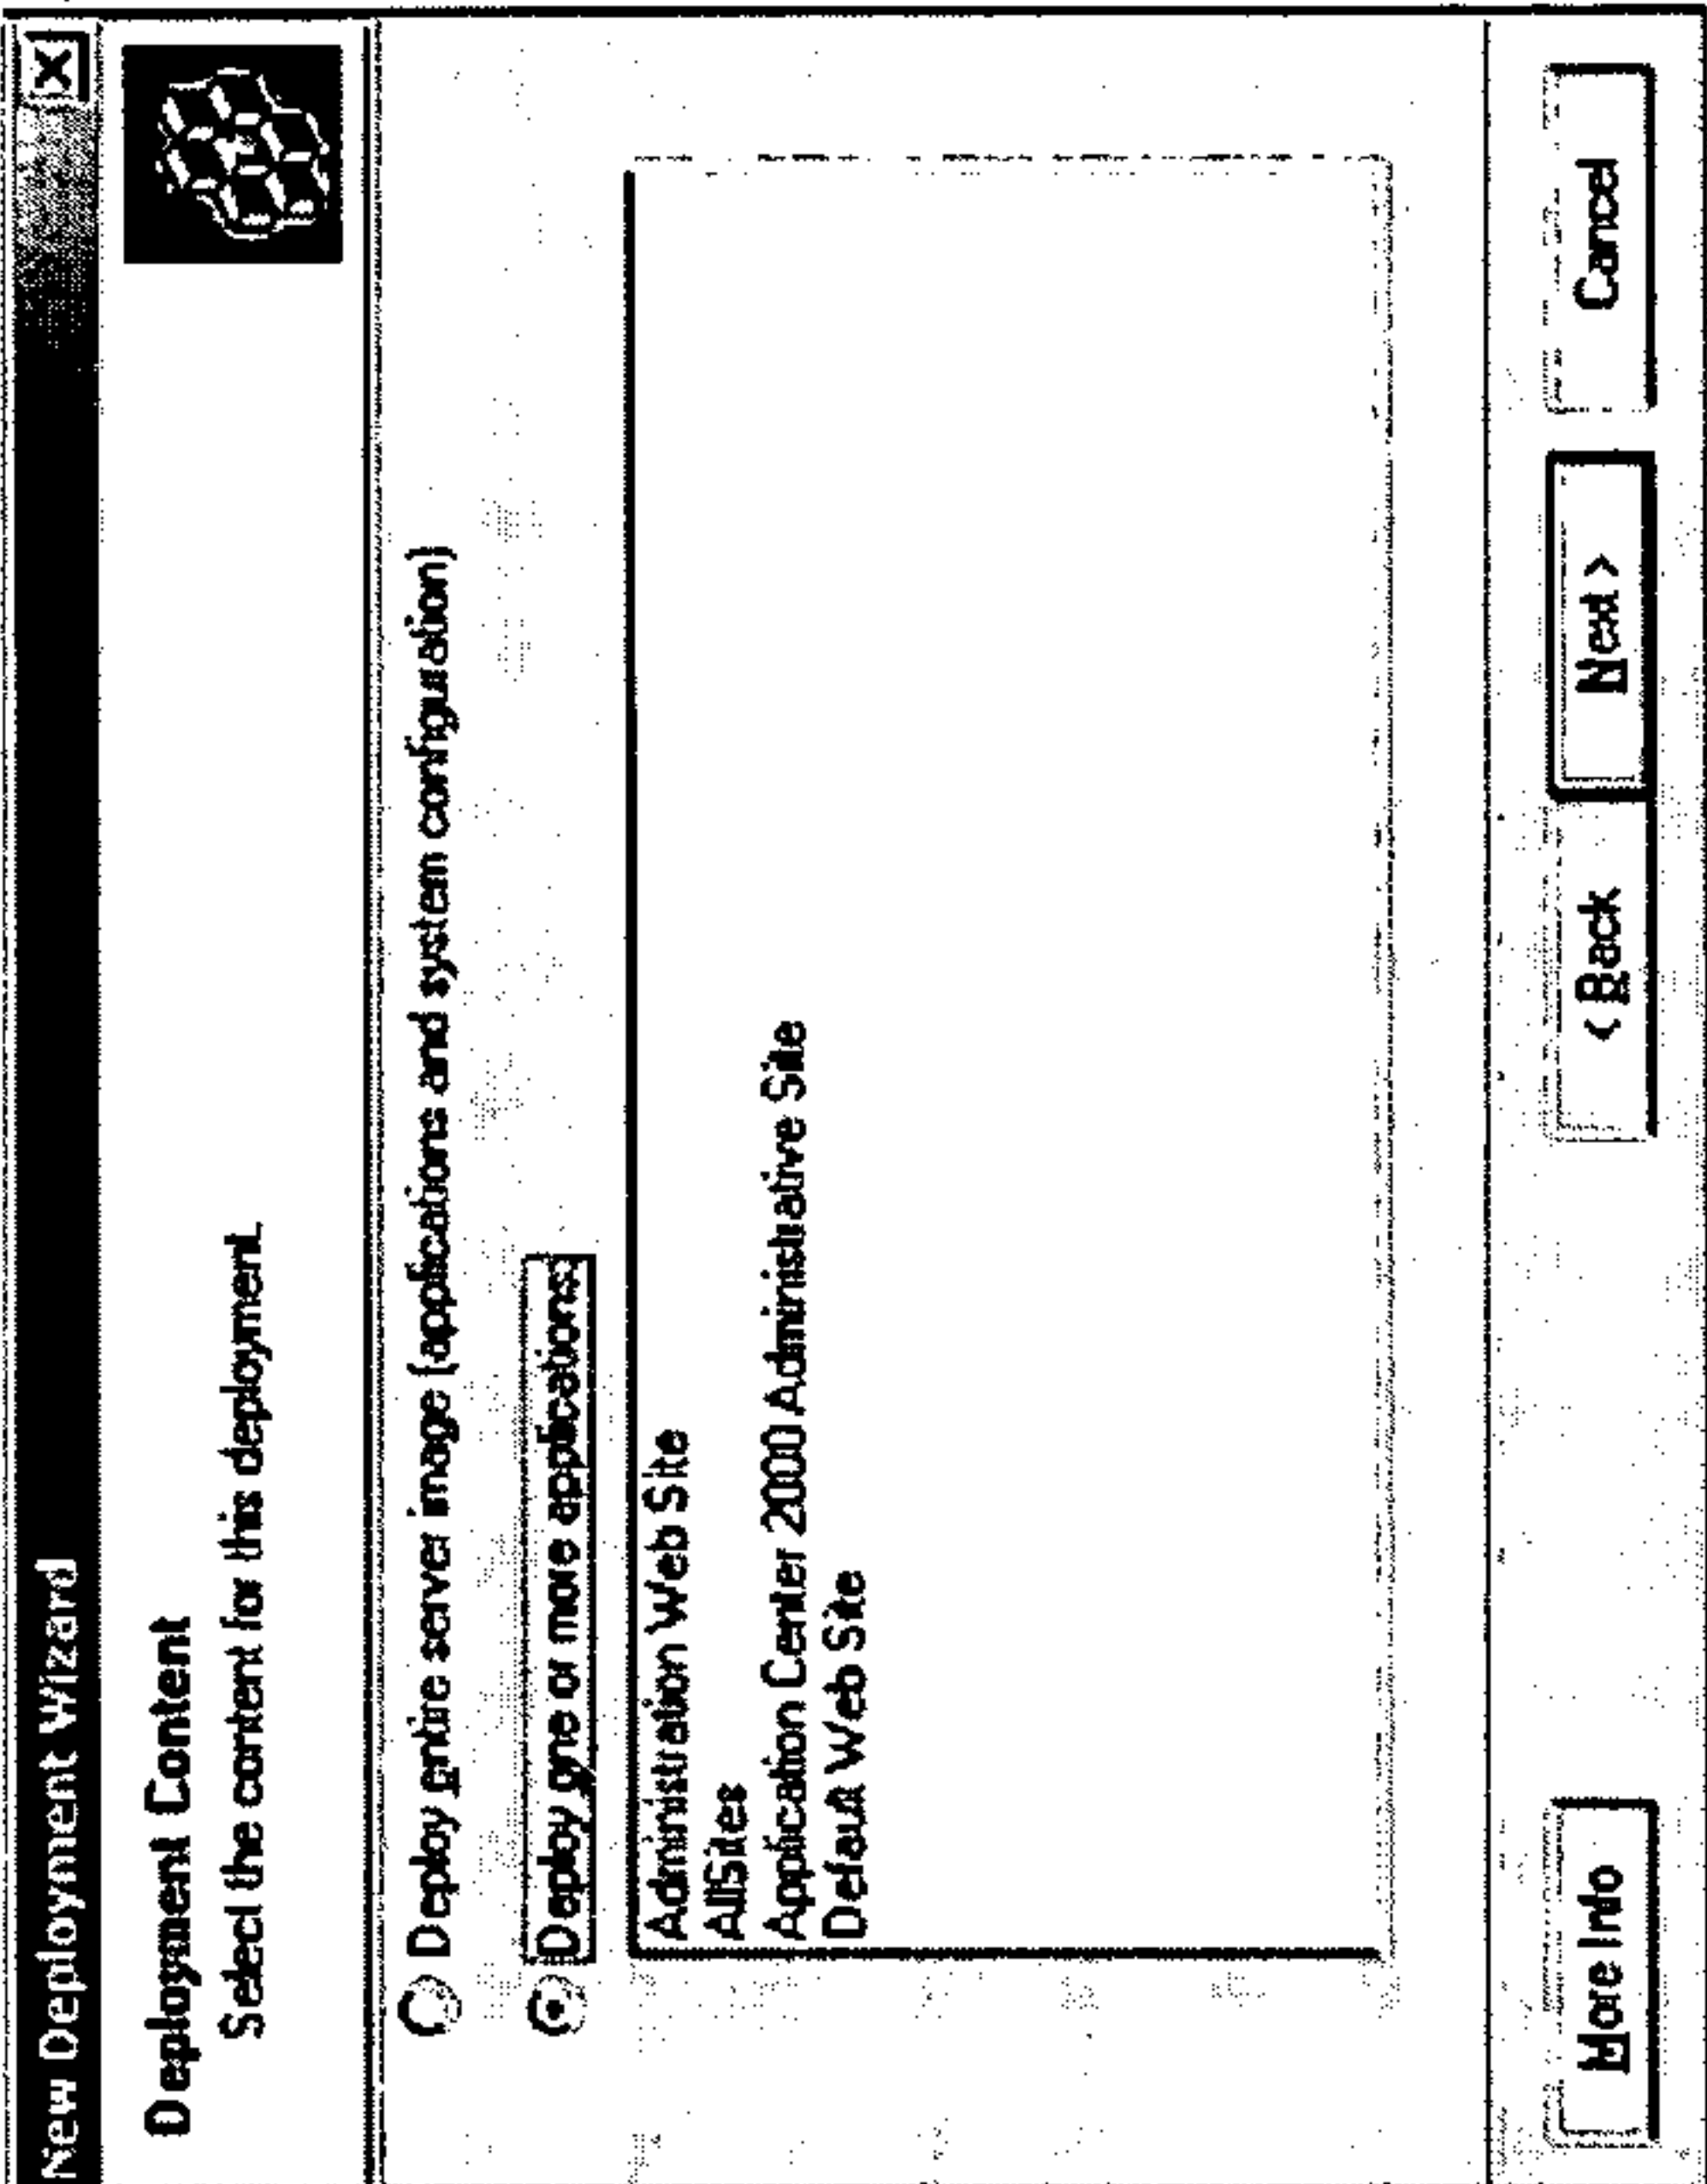 New Deployment Wizard
Deployment Content
Select the content for this deployment.
Deploy entire server image (applications and system configuration)
Deploy one or more applications:
Administration Web Site
AllSites
Application Center 2000 Administrative Site
Default Web Site
More Info
< Back
Next >
Cancel